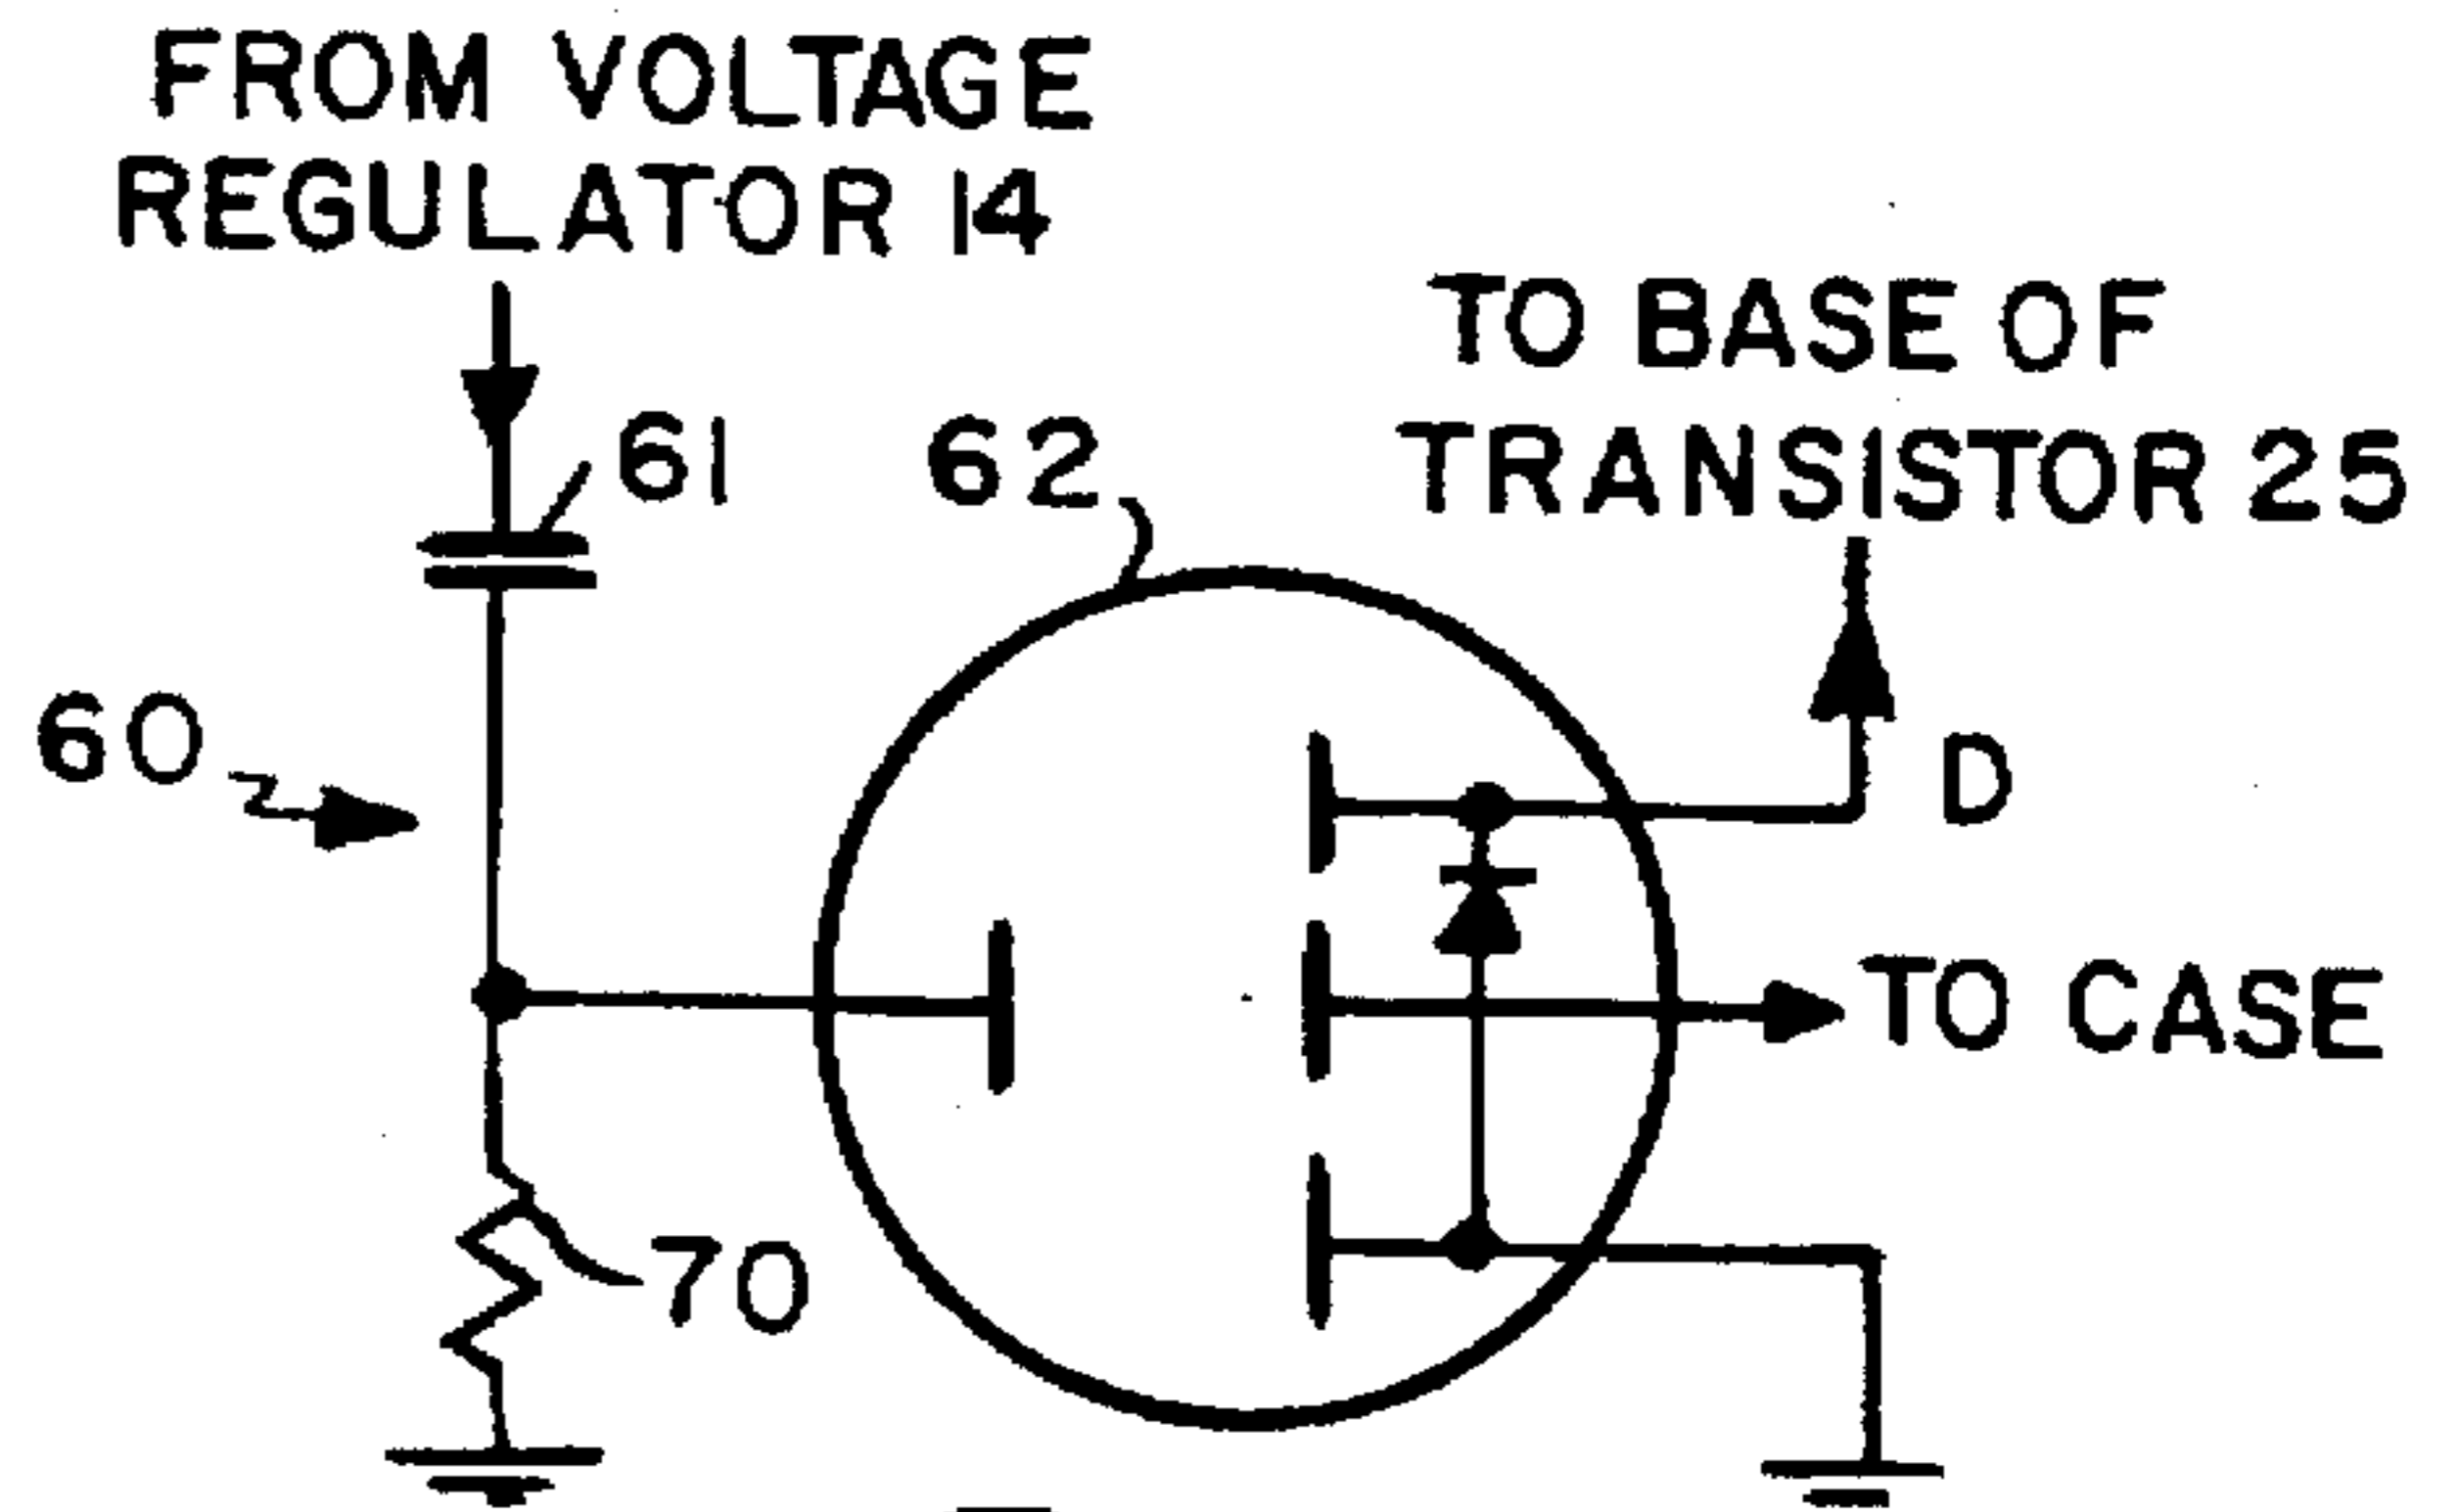 FROM VOLTAGE
REGULATOR 14
TO BASE OF
TRANSISTOR 25
61
62
60
D
TO CASE
70